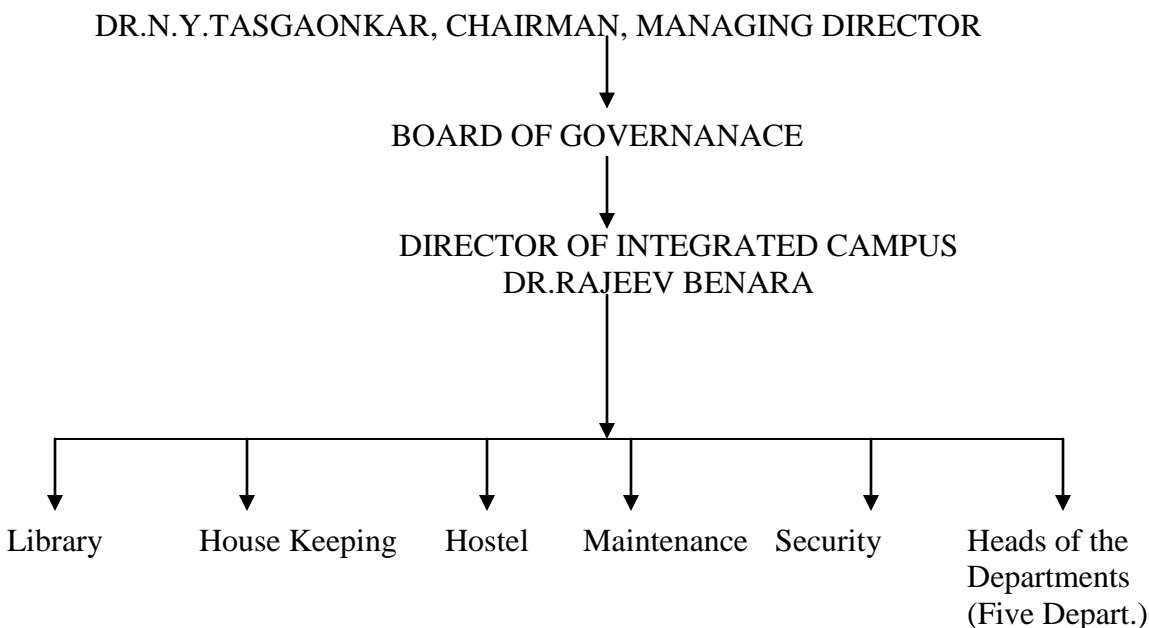 DR.N.Y.TASGAONKAR, CHAIRMAN, MANAGING DIRECTOR
BOARD OF GOVERNANACE
DIRECTOR OF INTEGRATED CAMPUS
DR.RAJEEV BENARA
Library
House Keeping
Hostel
Maintenance
Security
Heads of the
Departments
(Five Depart.)